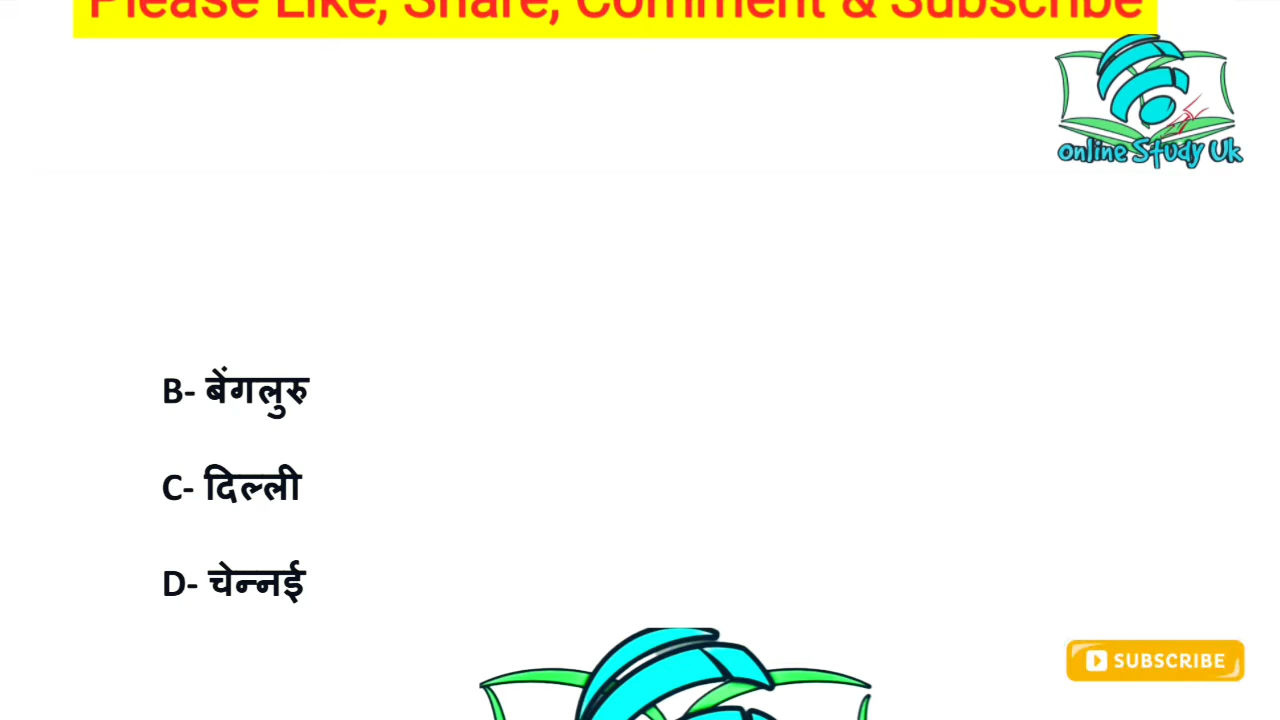 Please Like, Share, Comment & Subscribe
Online Study Uk
B- बेंगलुरु
C- दिल्ली
D- चेन्नई
SUBSCRIBE